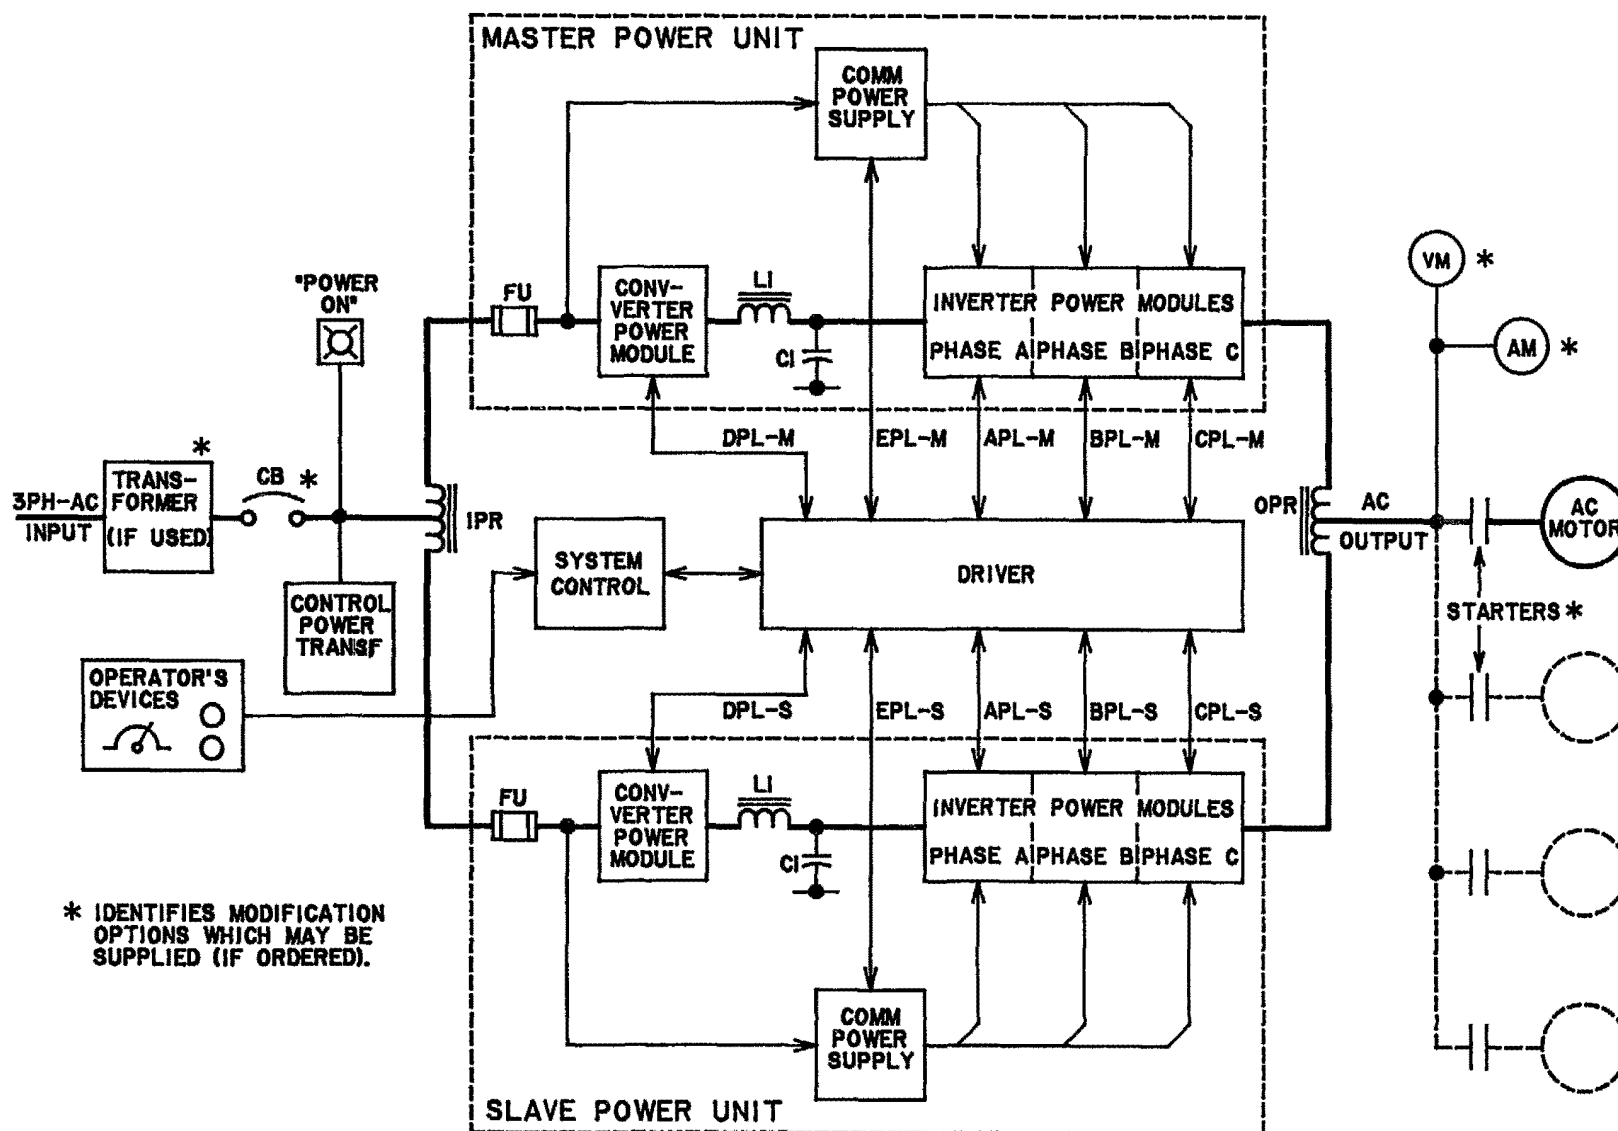 MASTER POWER UNIT
COMM
POWER
SUPPLY
"POWER
ON"
FU
CONV-
VERTER
POWER
MODULE
L1
C1
INVERTER POWER MODULES
PHASE A PHASE B PHASE C
VM *
AM *
DPL-M
EPL-M
APL-M
BPL-M
CPL-M
3PH-AC
INPUT
*
TRANS-
FORMER
(IF USED)
CB *
IPR
CONTROL
POWER
TRANSF
SYSTEM
CONTROL
DRIVER
OPR
AC
OUTPUT
AC
MOTOR
STARTERS *
OPERATOR'S
DEVICES
DPL-S
EPL-S
APL-S
BPL-S
CPL-S
FU
CONV-
VERTER
POWER
MODULE
L1
C1
INVERTER POWER MODULES
PHASE A PHASE B PHASE C
* IDENTIFIES MODIFICATION
OPTIONS WHICH MAY BE
SUPPLIED (IF ORDERED).
COMM
POWER
SUPPLY
SLAVE POWER UNIT